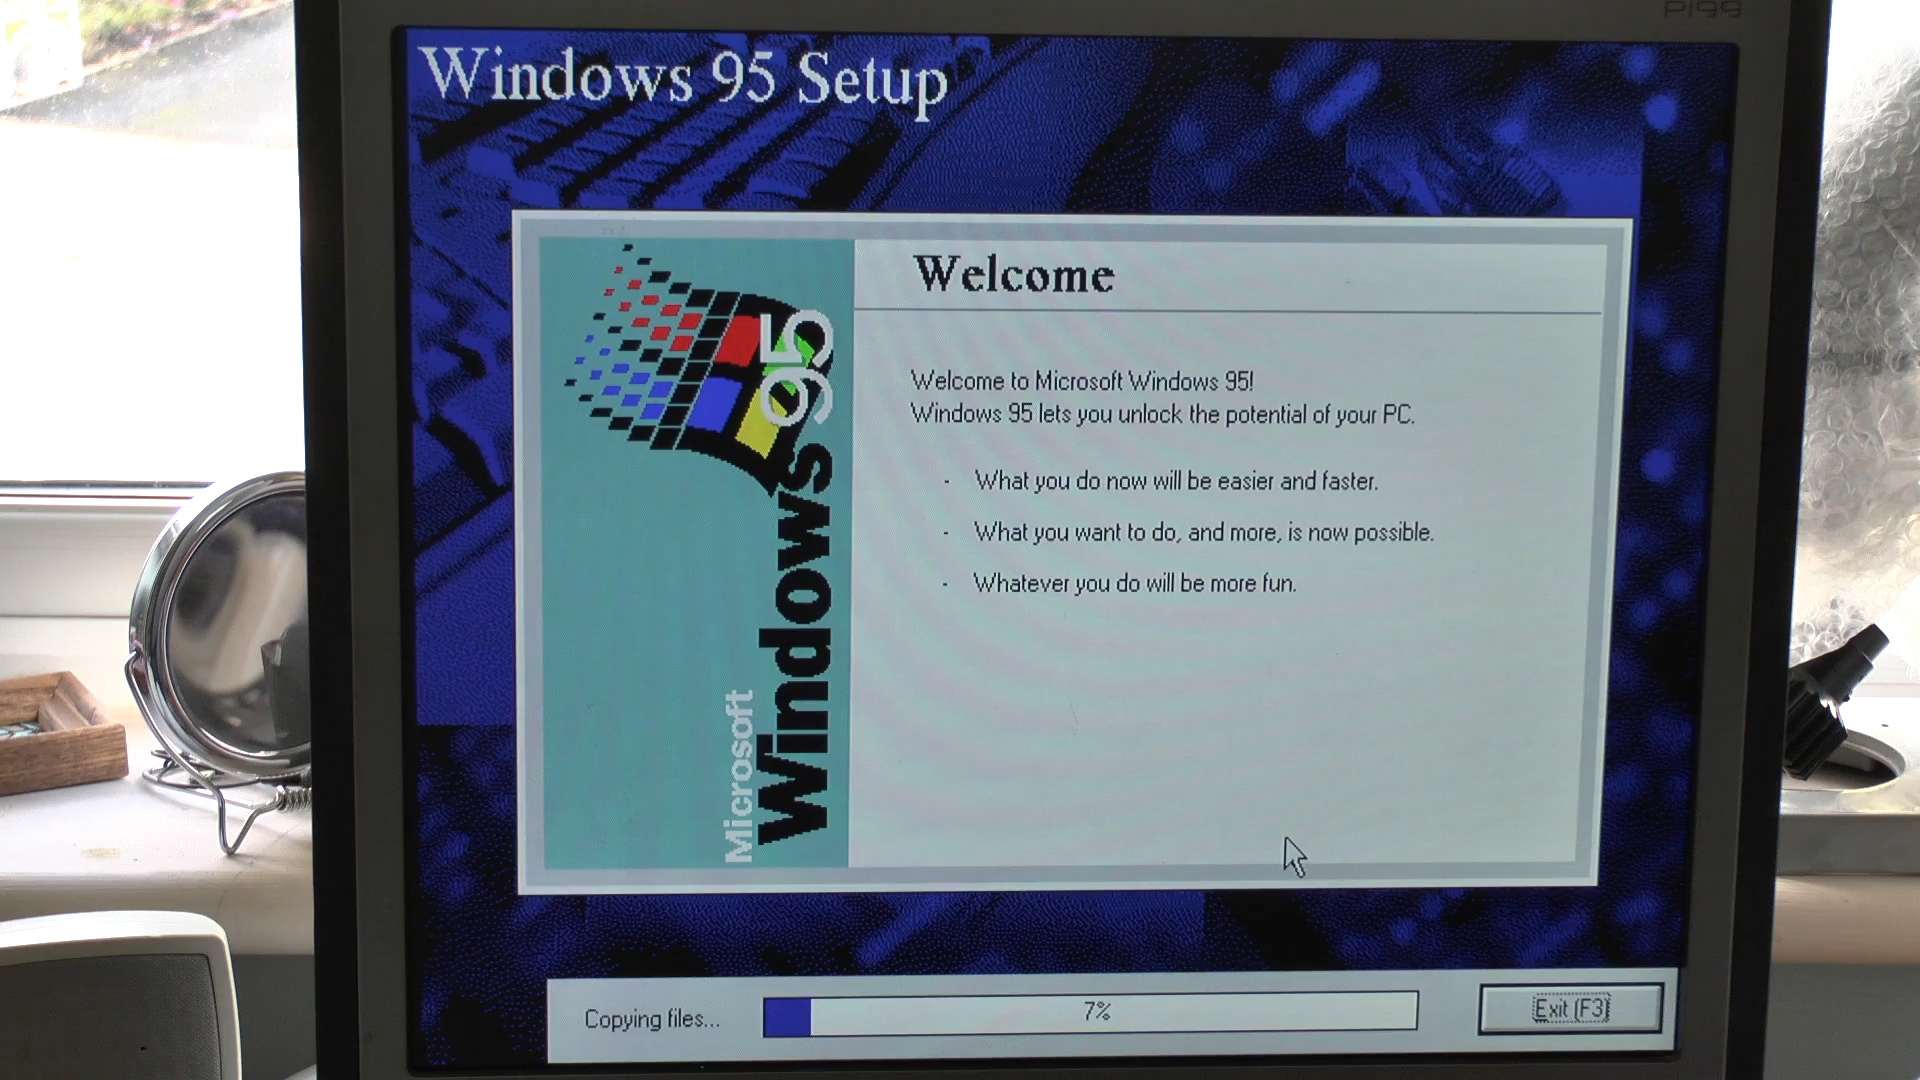 Windows 95 Setup
Microsoft
Windows 95
Welcome
Welcome to Microsoft Windows 95!
Windows 95 lets you unlock the potential of your PC.
- What you do now will be easier and faster.
- What you want to do, and more, is now possible.
- Whatever you do will be more fun.
Copying files...
7%
Exit (F3)